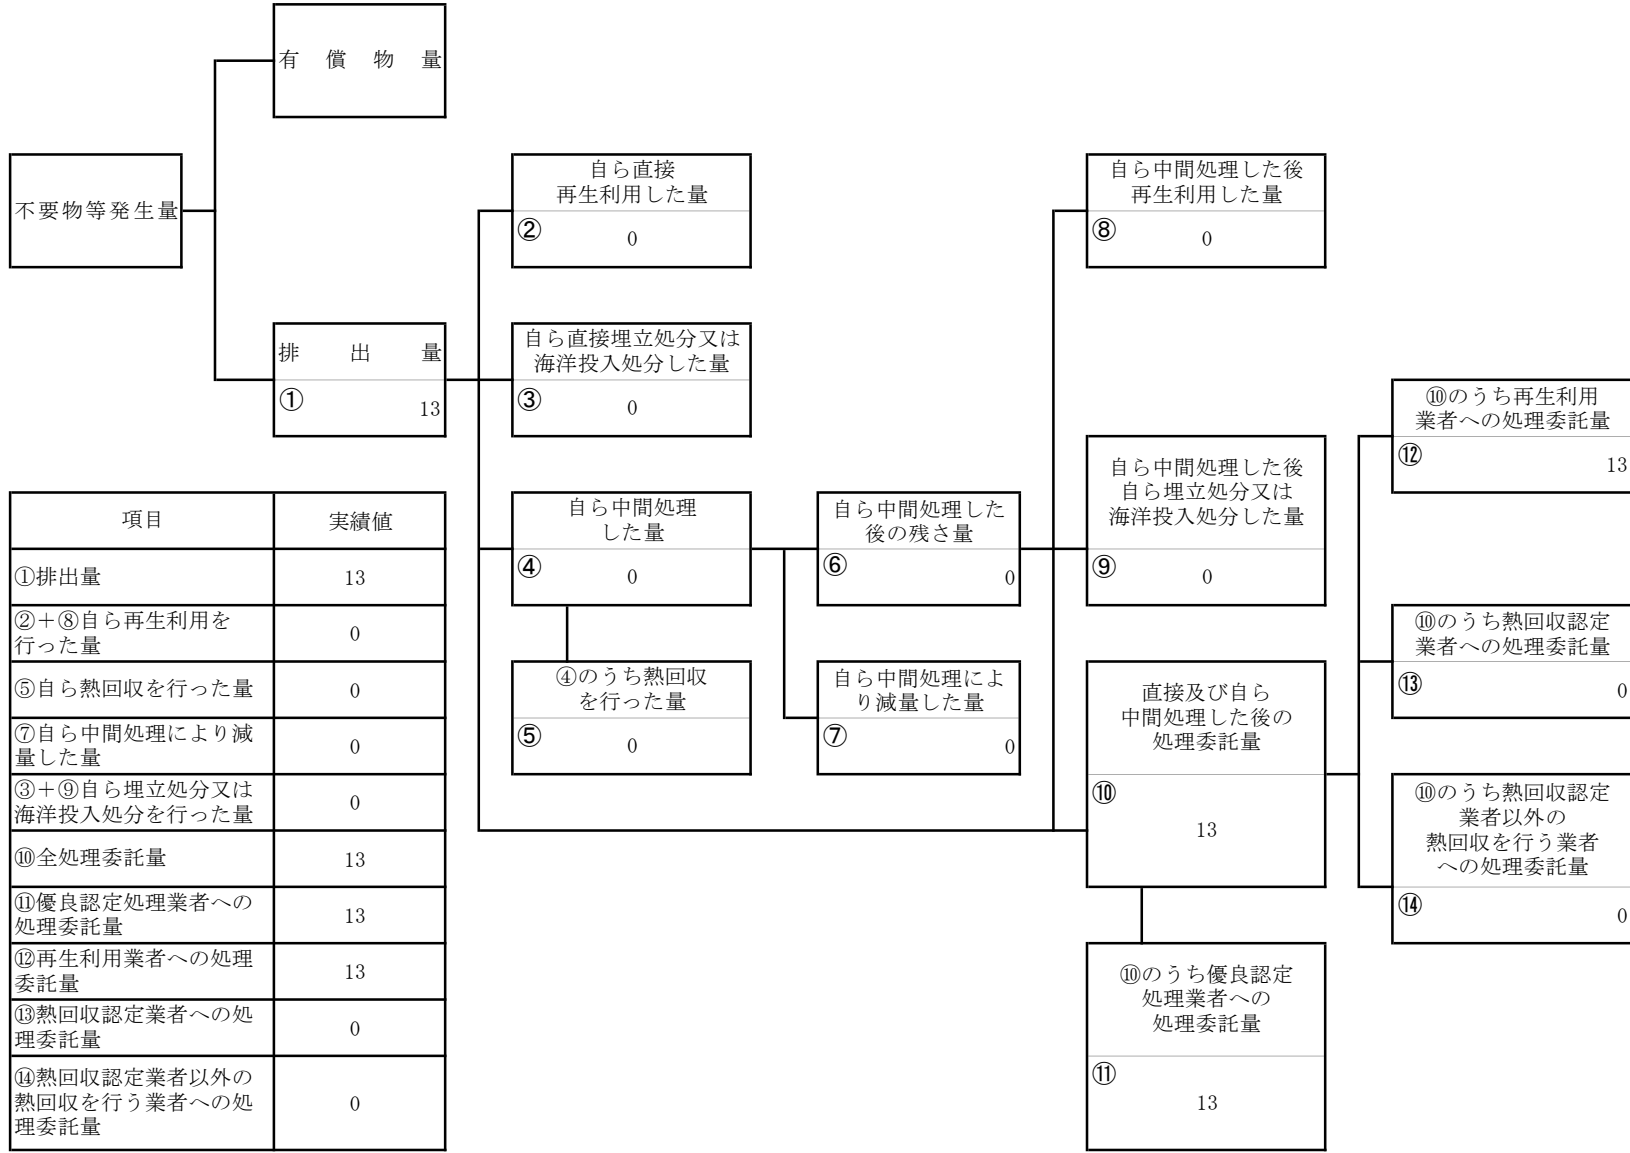 有償物量
不要物等発生量
排出量
①
13
自ら直接
再生利用した量
②
0
自ら直接埋立処分又は
海洋投入処分した量
③
0
自ら中間処理
した量
④
0
④のうち熱回収
を行った量
⑤
0
自ら中間処理した
後の残さ量
⑥
0
自ら中間処理によ
り減量した量
⑦
0
自ら中間処理した後
再生利用した量
⑧
0
自ら中間処理した後
自ら埋立処分又は
海洋投入処分した量
⑨
0
直接及び自ら
中間処理した後の
処理委託量
⑩
13
⑩のうち優良認定
処理業者への
処理委託量
⑪
13
⑩のうち再生利用
業者への処理委託量
⑫
13
⑩のうち熱回収認定
業者への処理委託量
⑬
0
⑩のうち熱回収認定
業者以外の
熱回収を行う業者
への処理委託量
⑭
0
項目 実績値
①排出量 13
②+⑧自ら再生利用を
行った量
0
⑤自ら熱回収を行った量 0
⑦自ら中間処理により減
量した量
0
③+⑨自ら埋立処分又は
海洋投入処分を行った量
0
⑩全処理委託量 13
⑪優良認定処理業者への
処理委託量
13
⑫再生利用業者への処理
委託量
13
⑬熱回収認定業者への処
理委託量
0
⑭熱回収認定業者以外の
熱回収を行う業者への処
理委託量
0